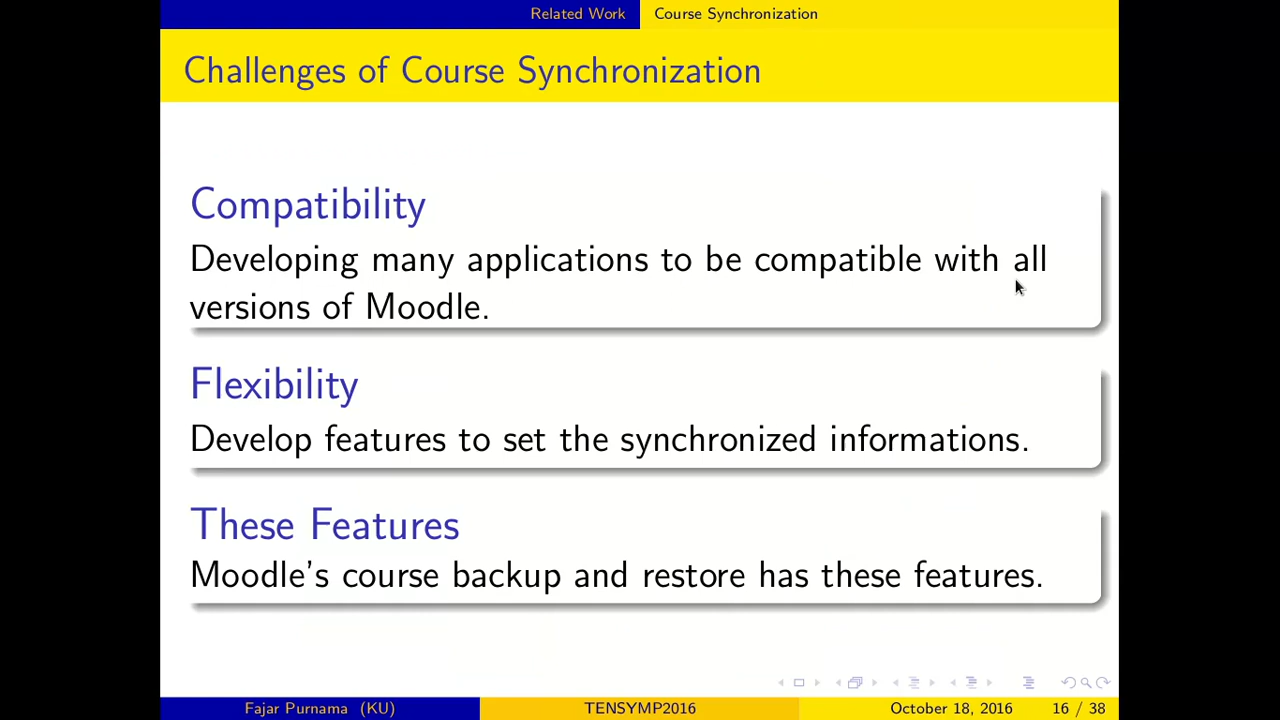 Related Work Course Synchronization
Challenges of Course Synchronization
Compatibility
Developing many applications to be compatible with all
versions of Moodle.
Flexibility
Develop features to set the synchronized informations.
These Features
Moodle's course backup and restore has these features.
Fajar Purnama (KU) TENSYMP2016 October 18, 2016 16 / 38